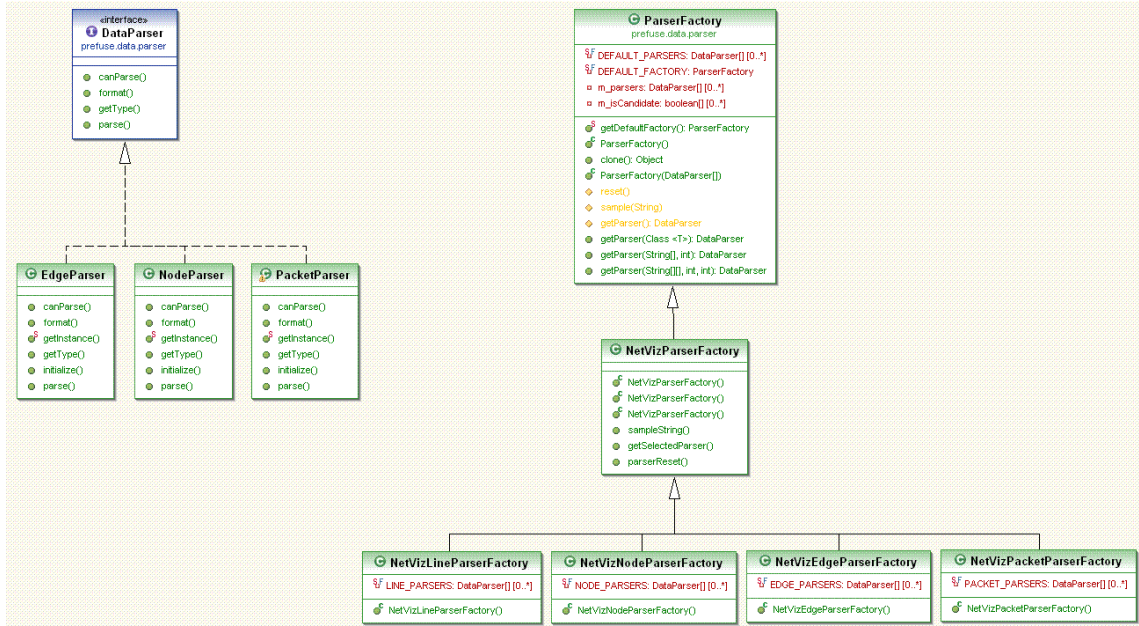 «interface»
DataParser
prefuse.data.parser
canParse()
format()
getType()
parse()
EdgeParser
canParse()
format()
getInstance()
getType()
initialize()
parse()
NodeParser
canParse()
format()
getInstance()
getType()
initialize()
parse()
PacketParser
canParse()
format()
getInstance()
getType()
initialize()
parse()
ParserFactory
prefuse.data.parser
DEFAULT_PARSERS: DataParser[] [0..*]
DEFAULT_FACTORY: ParserFactory
m_parsers: DataParser[] [0..*]
m_isCandidate: boolean[] [0..*]
getDefaultFactory(): ParserFactory
ParserFactory()
clone(): Object
ParserFactory(DataParser[])
reset()
sample(String)
getParser(): DataParser
getParser(Class <T>): DataParser
getParser(String[], int): DataParser
getParser(String[][], int, int): DataParser
NetVizParserFactory
NetVizParserFactory()
NetVizParserFactory()
NetVizParserFactory()
sampleString()
getSelectedParser()
parserReset()
NetVizLineParserFactory
LINE_PARSERS: DataParser[] [0..*]
NetVizLineParserFactory()
NetVizNodeParserFactory
NODE_PARSERS: DataParser[] [0..*]
NetVizNodeParserFactory()
NetVizEdgeParserFactory
EDGE_PARSERS: DataParser[] [0..*]
NetVizEdgeParserFactory()
NetVizPacketParserFactory
PACKET_PARSERS: DataParser[] [0..*]
NetVizPacketParserFactory()